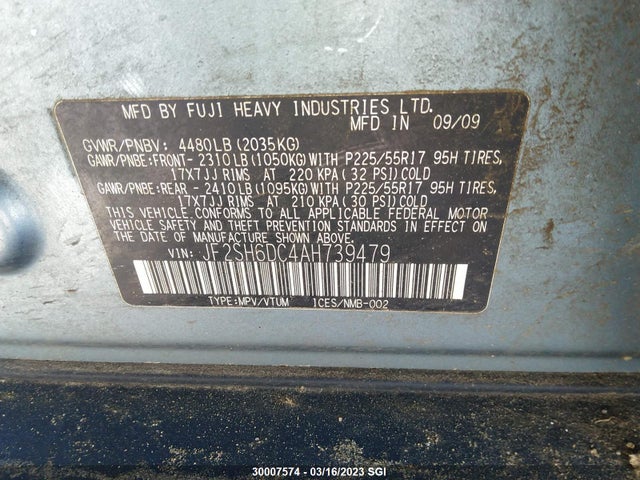 MFD BY FUJI HEAVY INDUSTRIES LTD.
MFD IN 09/09
GVWR/PNBV: 4480LB(2035KG)
GAWR/PNBE:FRONT- 2310LB(1050KG)WITH P225/55R17 95H TIRES,
17X7JJ RIMS AT 220 KPA(32 PSI)COLD
GAWR/PNBE:REAR -2410LB(1095KG)WITH P225/55R17 95H TIRES,
17X7JJ RIMS AT 210 KPA(30 PSI)COLD
THIS VEHICLE CONFORMS TO ALL APPLICABLE FEDERAL MOTOR
VEHICLE SAFETY AND THEFT PREVENTION STANDARDS IN EFFECT
ON THE DATE OF MANUFACTURE SHOWN ABOVE.
VIN: JF2SH6DC4AH739479
TYPE:MPV/VTUM ICES/NMB-002
30007574 - 03/16/2023 SGI